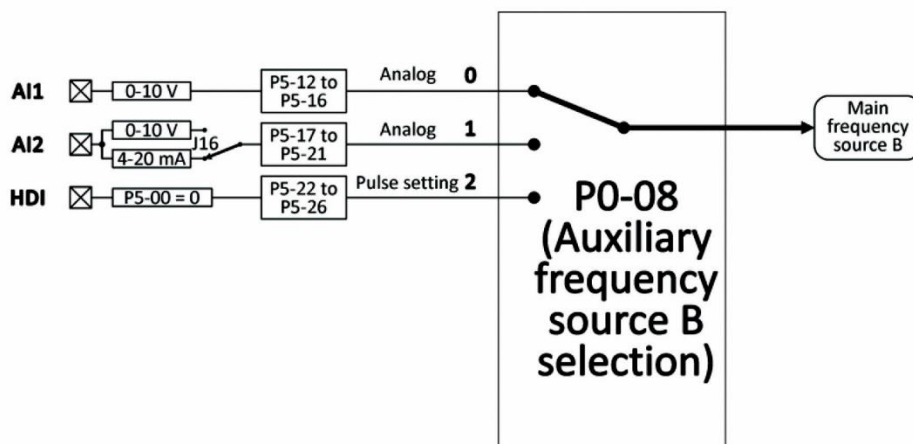 AI1
0-10 V
P5-12 to
P5-16
Analog 0
AI2
0-10 V
4-20 mA
J16
P5-17 to
P5-21
Analog 1
HDI
P5-00 = 0
P5-22 to
P5-26
Pulse setting 2
P0-08
(Auxiliary
frequency
source B
selection)
Main
frequency
source B